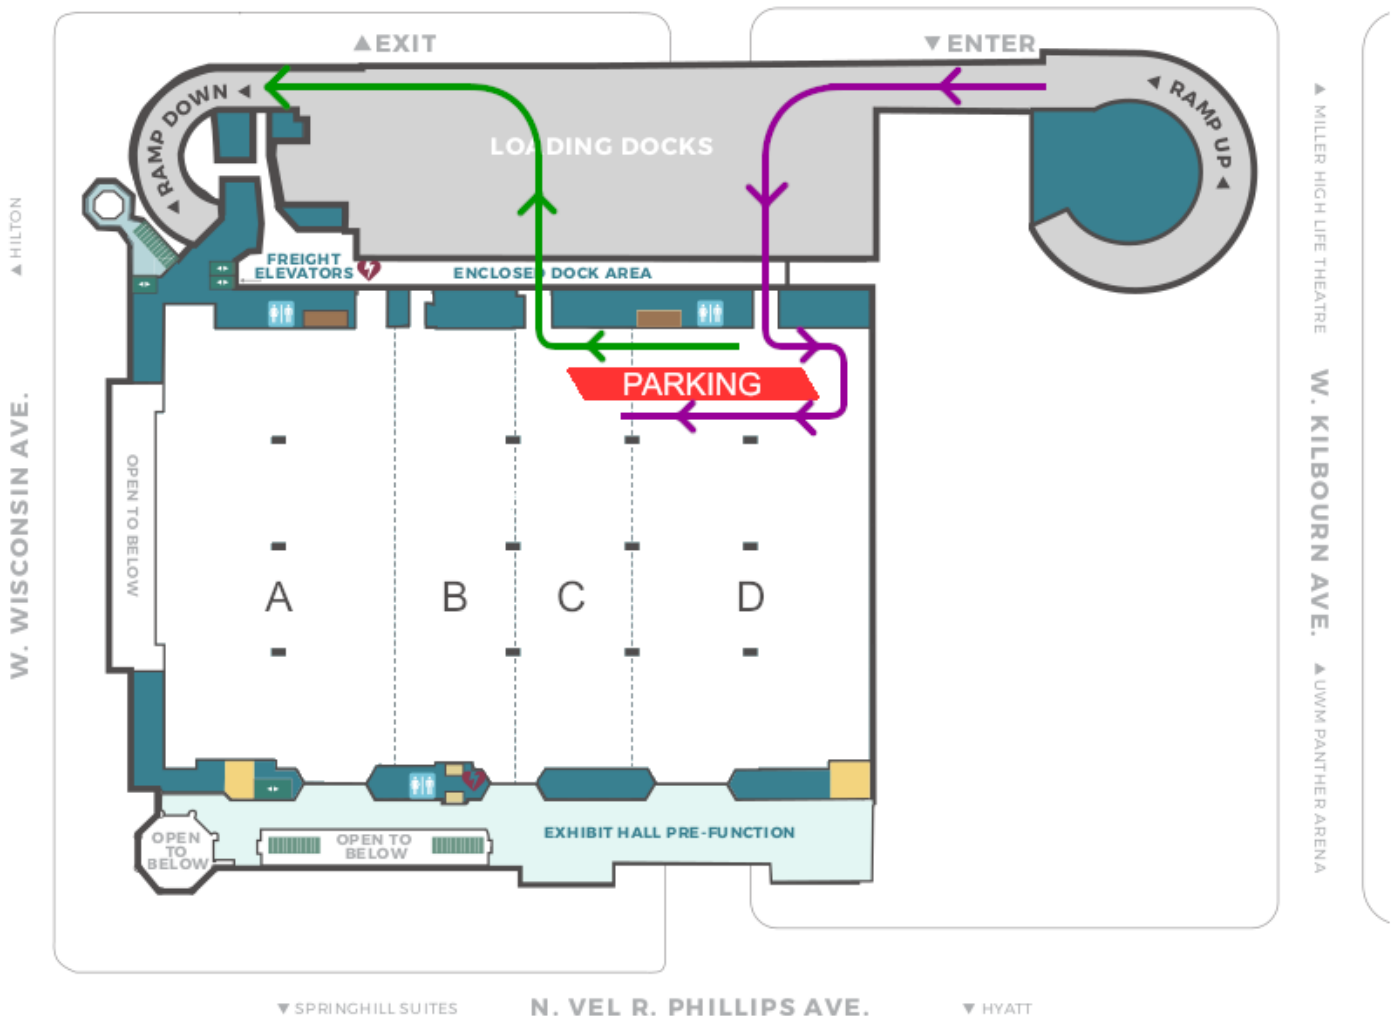 ▲EXIT
▼ENTER
◀ RAMP UP ▶
▲ RAMP DOWN ◀
LOADING DOCKS
▲ MILLER HIGH LIFE THEATRE
▲ HILTON
FREIGHT
ELEVATORS
ENCLOSED DOCK AREA
PARKING
W. WISCONSIN AVE.
W. KILBOURN AVE.
OPEN TO BELOW
A
B
C
D
▲ UWM PANTHER ARENA
EXHIBIT HALL PRE-FUNCTION
OPEN
TO
BELOW
OPEN TO
BELOW
▼ SPRINGHILL SUITES
N. VEL R. PHILLIPS AVE.
▼ HYATT